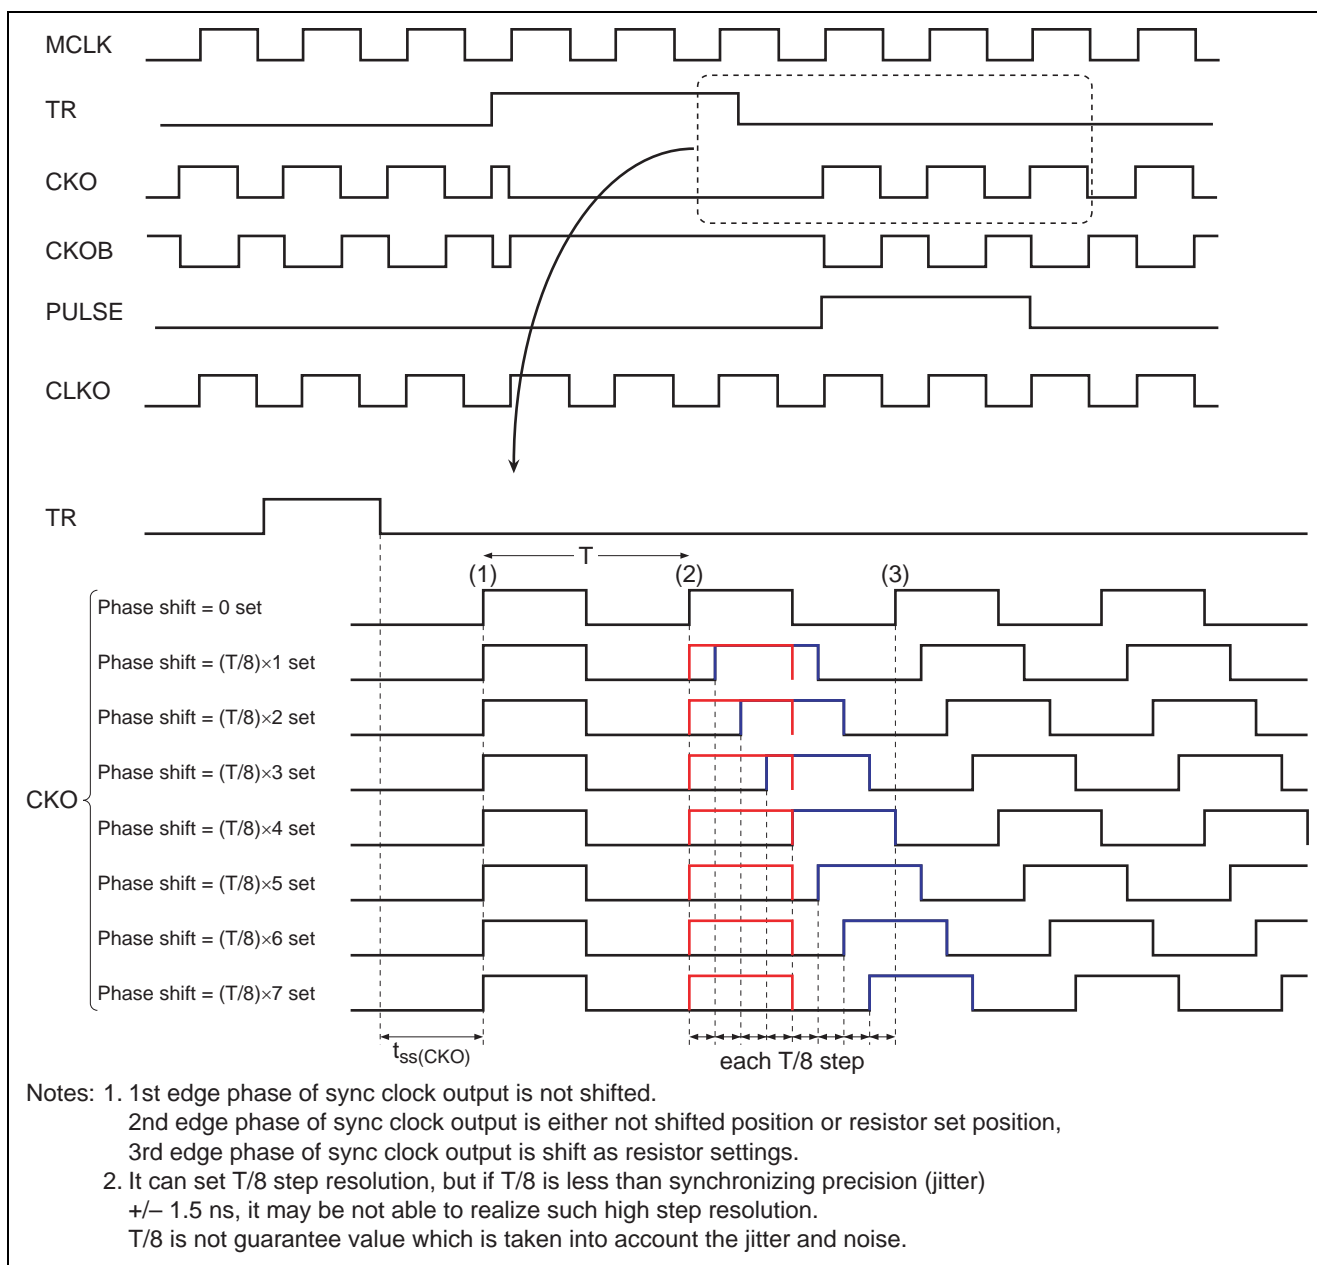 MCLK
TR
CKO
CKOB
PULSE
CLKO
TR
T
(1) (2) (3)
Phase shift = 0 set
Phase shift = (T/8)×1 set
Phase shift = (T/8)×2 set
Phase shift = (T/8)×3 set
CKO
Phase shift = (T/8)×4 set
Phase shift = (T/8)×5 set
Phase shift = (T/8)×6 set
Phase shift = (T/8)×7 set
tss(CKO) each T/8 step
Notes: 1. 1st edge phase of sync clock output is not shifted.
2nd edge phase of sync clock output is either not shifted position or resistor set position,
3rd edge phase of sync clock output is shift as resistor settings.
2. It can set T/8 step resolution, but if T/8 is less than synchronizing precision (jitter)
+/– 1.5 ns, it may be not able to realize such high step resolution.
T/8 is not guarantee value which is taken into account the jitter and noise.